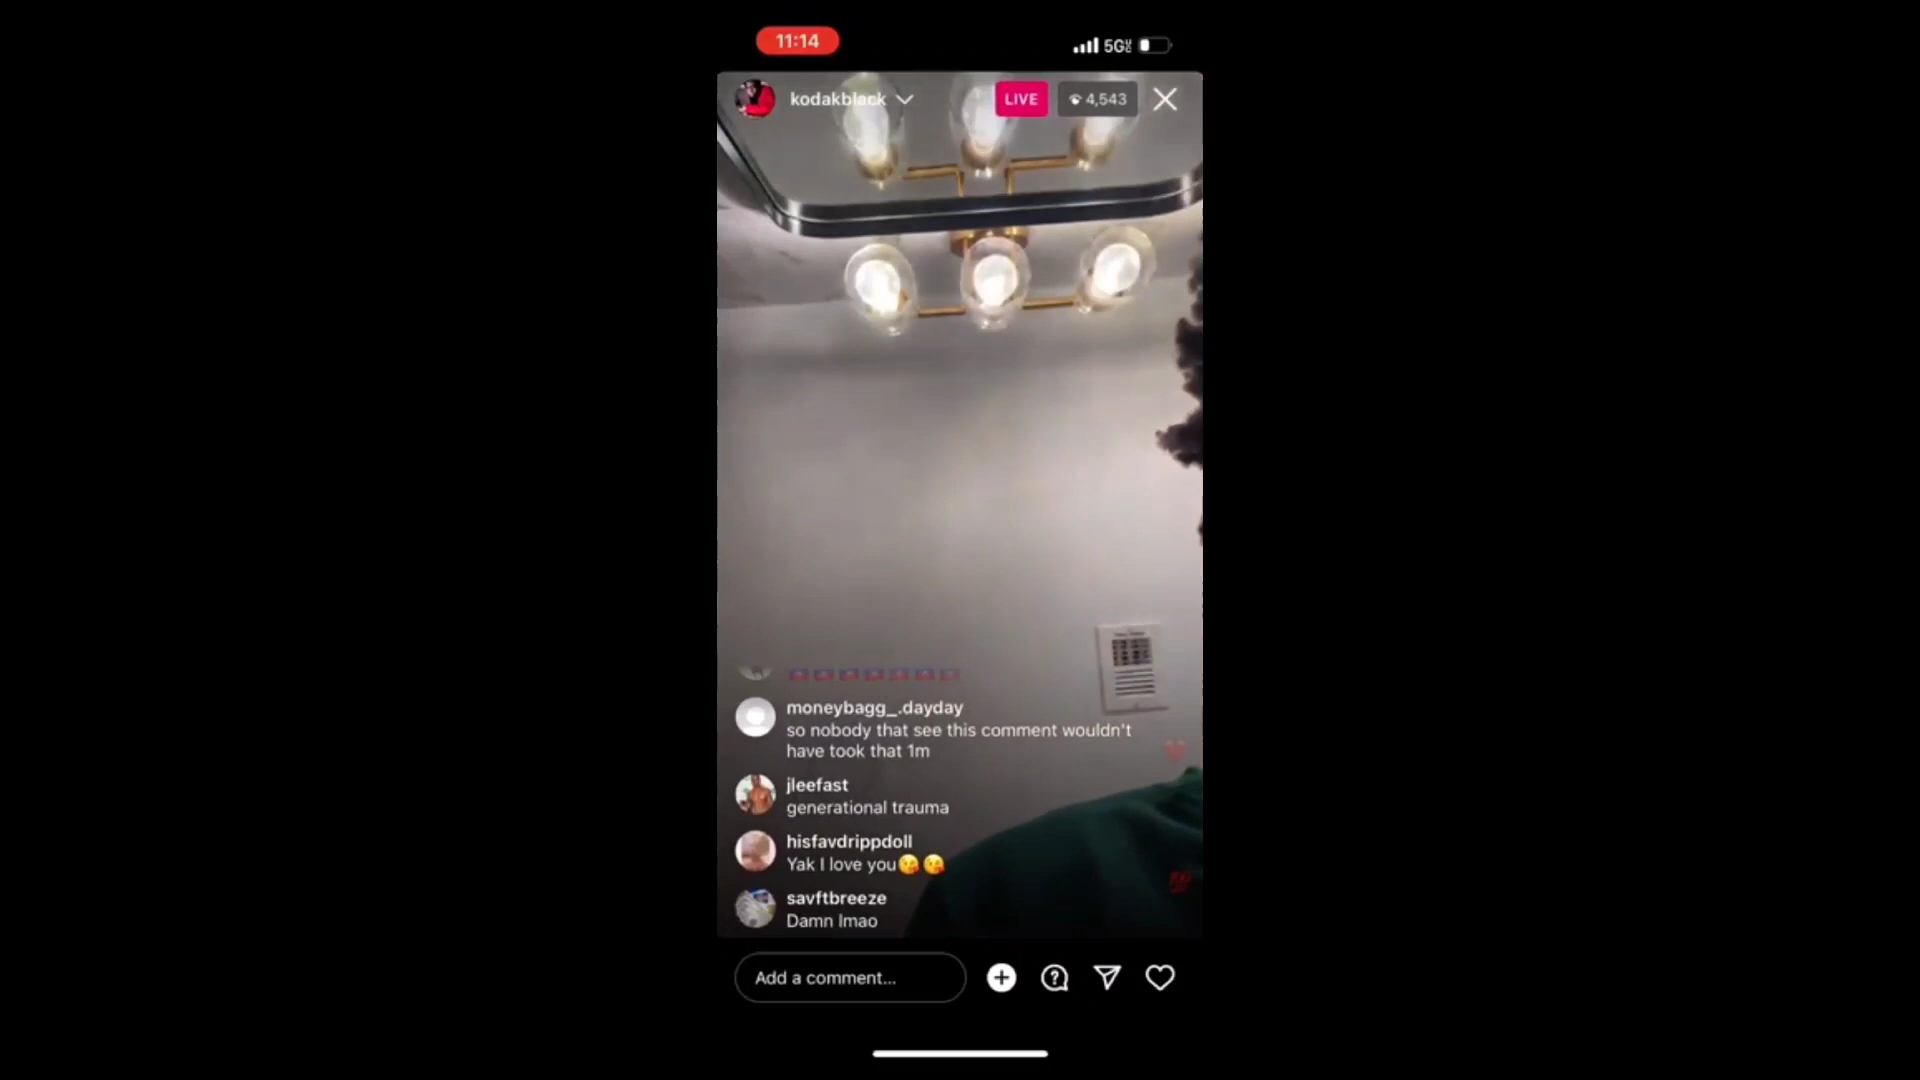 11:14
5G
kodakblack
LIVE
4,543
moneybagg_.dayday
so nobody that see this comment wouldn't
have took that 1m
jleefast
generational trauma
hisfavdrippdoll
Yak I love you😘😘
savftbreeze
Damn lmao
Add a comment...